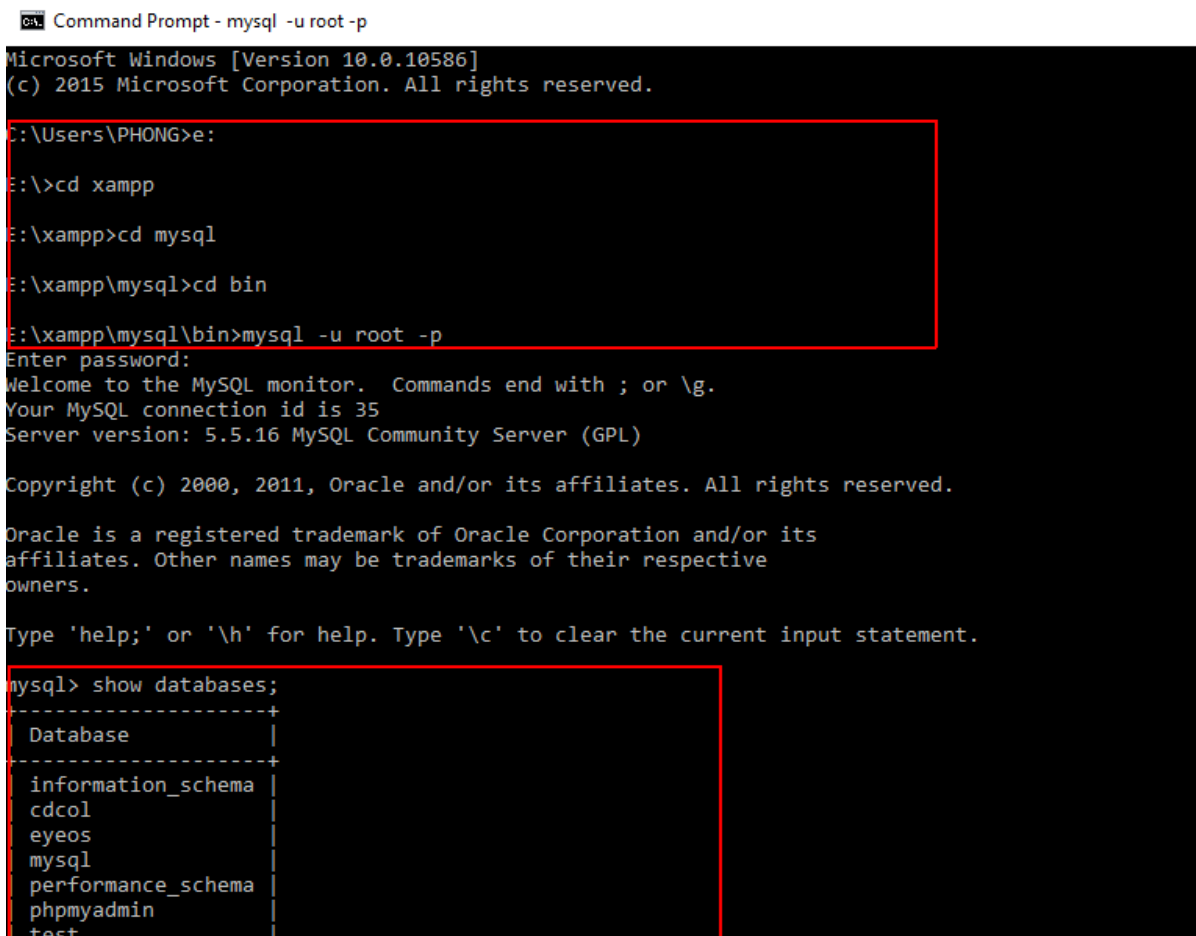 Command Prompt - mysql  -u root -p
Microsoft Windows [Version 10.0.10586]
(c) 2015 Microsoft Corporation. All rights reserved.
C:\Users\PHONG>e:
E:\>cd xampp
E:\xampp>cd mysql
E:\xampp\mysql>cd bin
E:\xampp\mysql\bin>mysql -u root -p
Enter password:
Welcome to the MySQL monitor.  Commands end with ; or \g.
Your MySQL connection id is 35
Server version: 5.5.16 MySQL Community Server (GPL)
Copyright (c) 2000, 2011, Oracle and/or its affiliates. All rights reserved.
Oracle is a registered trademark of Oracle Corporation and/or its
affiliates. Other names may be trademarks of their respective
owners.
Type 'help;' or '\h' for help. Type '\c' to clear the current input statement.
mysql> show databases;
+--------------------+
| Database           |
+--------------------+
| information_schema |
| cdcol              |
| eyeos              |
| mysql              |
| performance_schema |
| phpmyadmin         |
| test               |